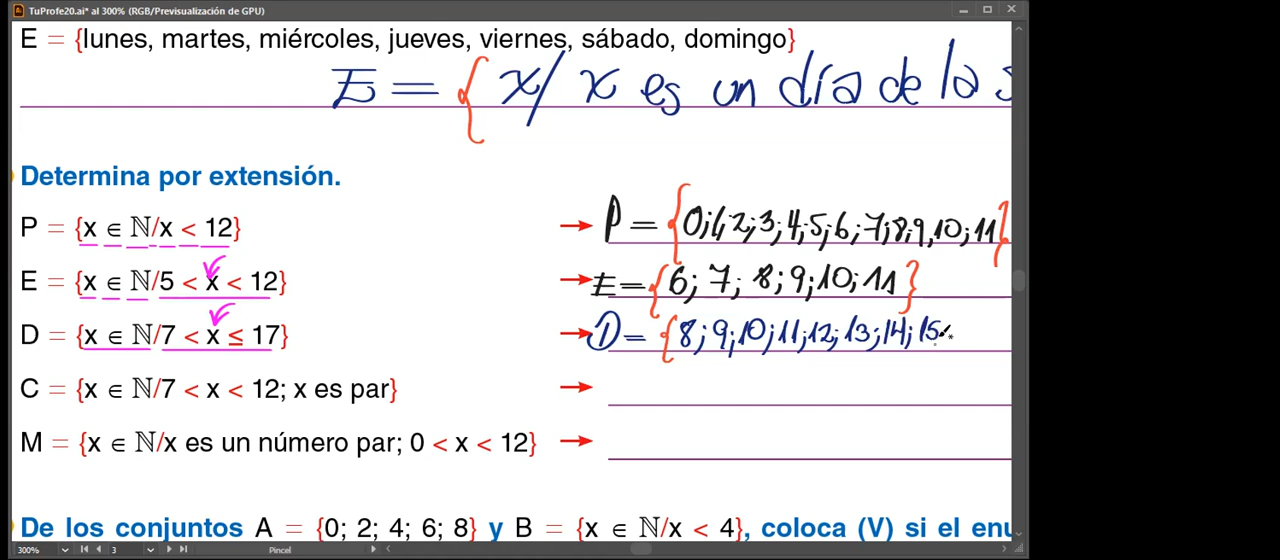 TuProfe20.ai* al 300% (RGB/Previsualización de GPU)
E = {lunes, martes, miércoles, jueves, viernes, sábado, domingo}
E = { x/ x es un día de la s
Determina por extensión.
P = {x ∈ ℕ/x < 12} → P = {0; 1, 2; 3; 4; 5; 6; 7; 8; 9, 10; 11}
E = {x ∈ ℕ/5 < x < 12} → E = {6; 7; 8; 9; 10; 11}
D = {x ∈ ℕ/7 < x ≤ 17} → D = {8; 9; 10; 11; 12; 13; 14; 15
C = {x ∈ ℕ/7 < x < 12; x es par} →
M = {x ∈ ℕ/x es un número par; 0 < x < 12} →
De los conjuntos A = {0; 2; 4; 6; 8} y B = {x ∈ ℕ/x < 4}, coloca (V) si el enu
300% 3 Pincel